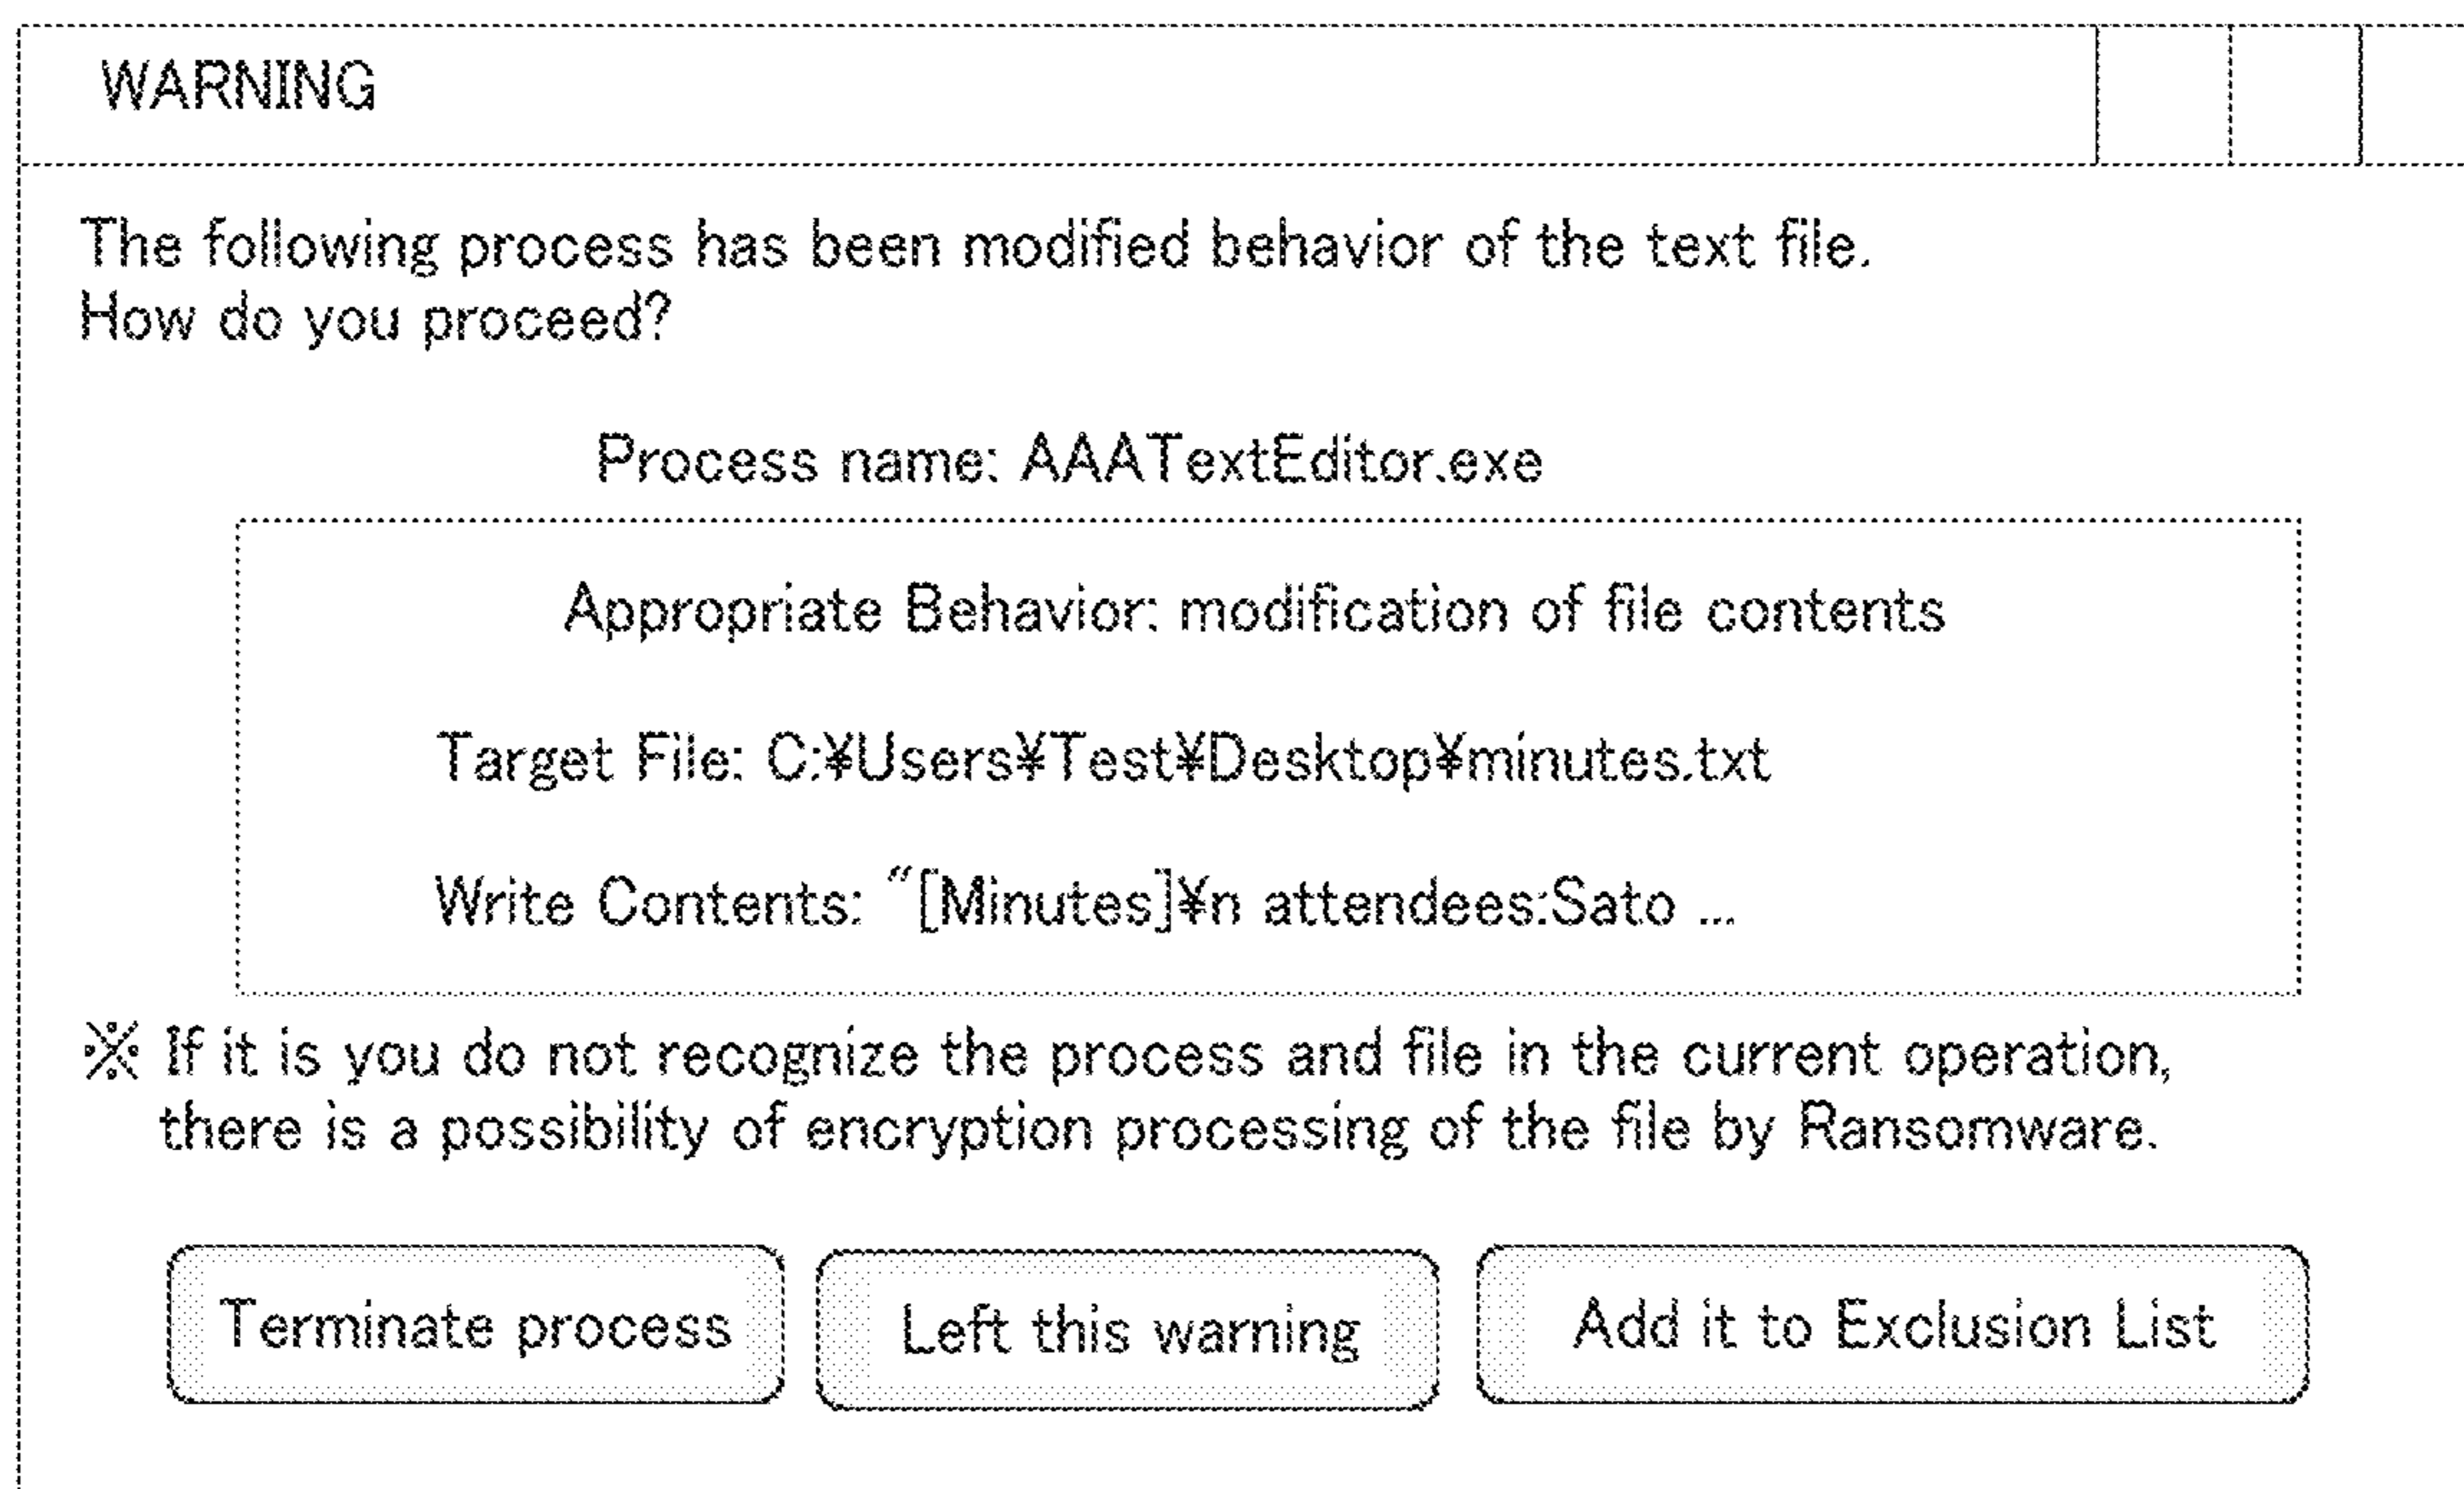 WARNING
The following process has been modified behavior of the text file.
How do you proceed?
Process name: AAATextEditor.exe
Appropriate Behavior: modification of file contents
Target File: C:¥Users¥Test¥Desktop¥minutes.txt
Write Contents: “[Minutes]¥n attendees:Sato ...
※ If it is you do not recognize the process and file in the current operation,
there is a possibility of encryption processing of the file by Ransomware.
Terminate process
Left this warning
Add it to Exclusion List